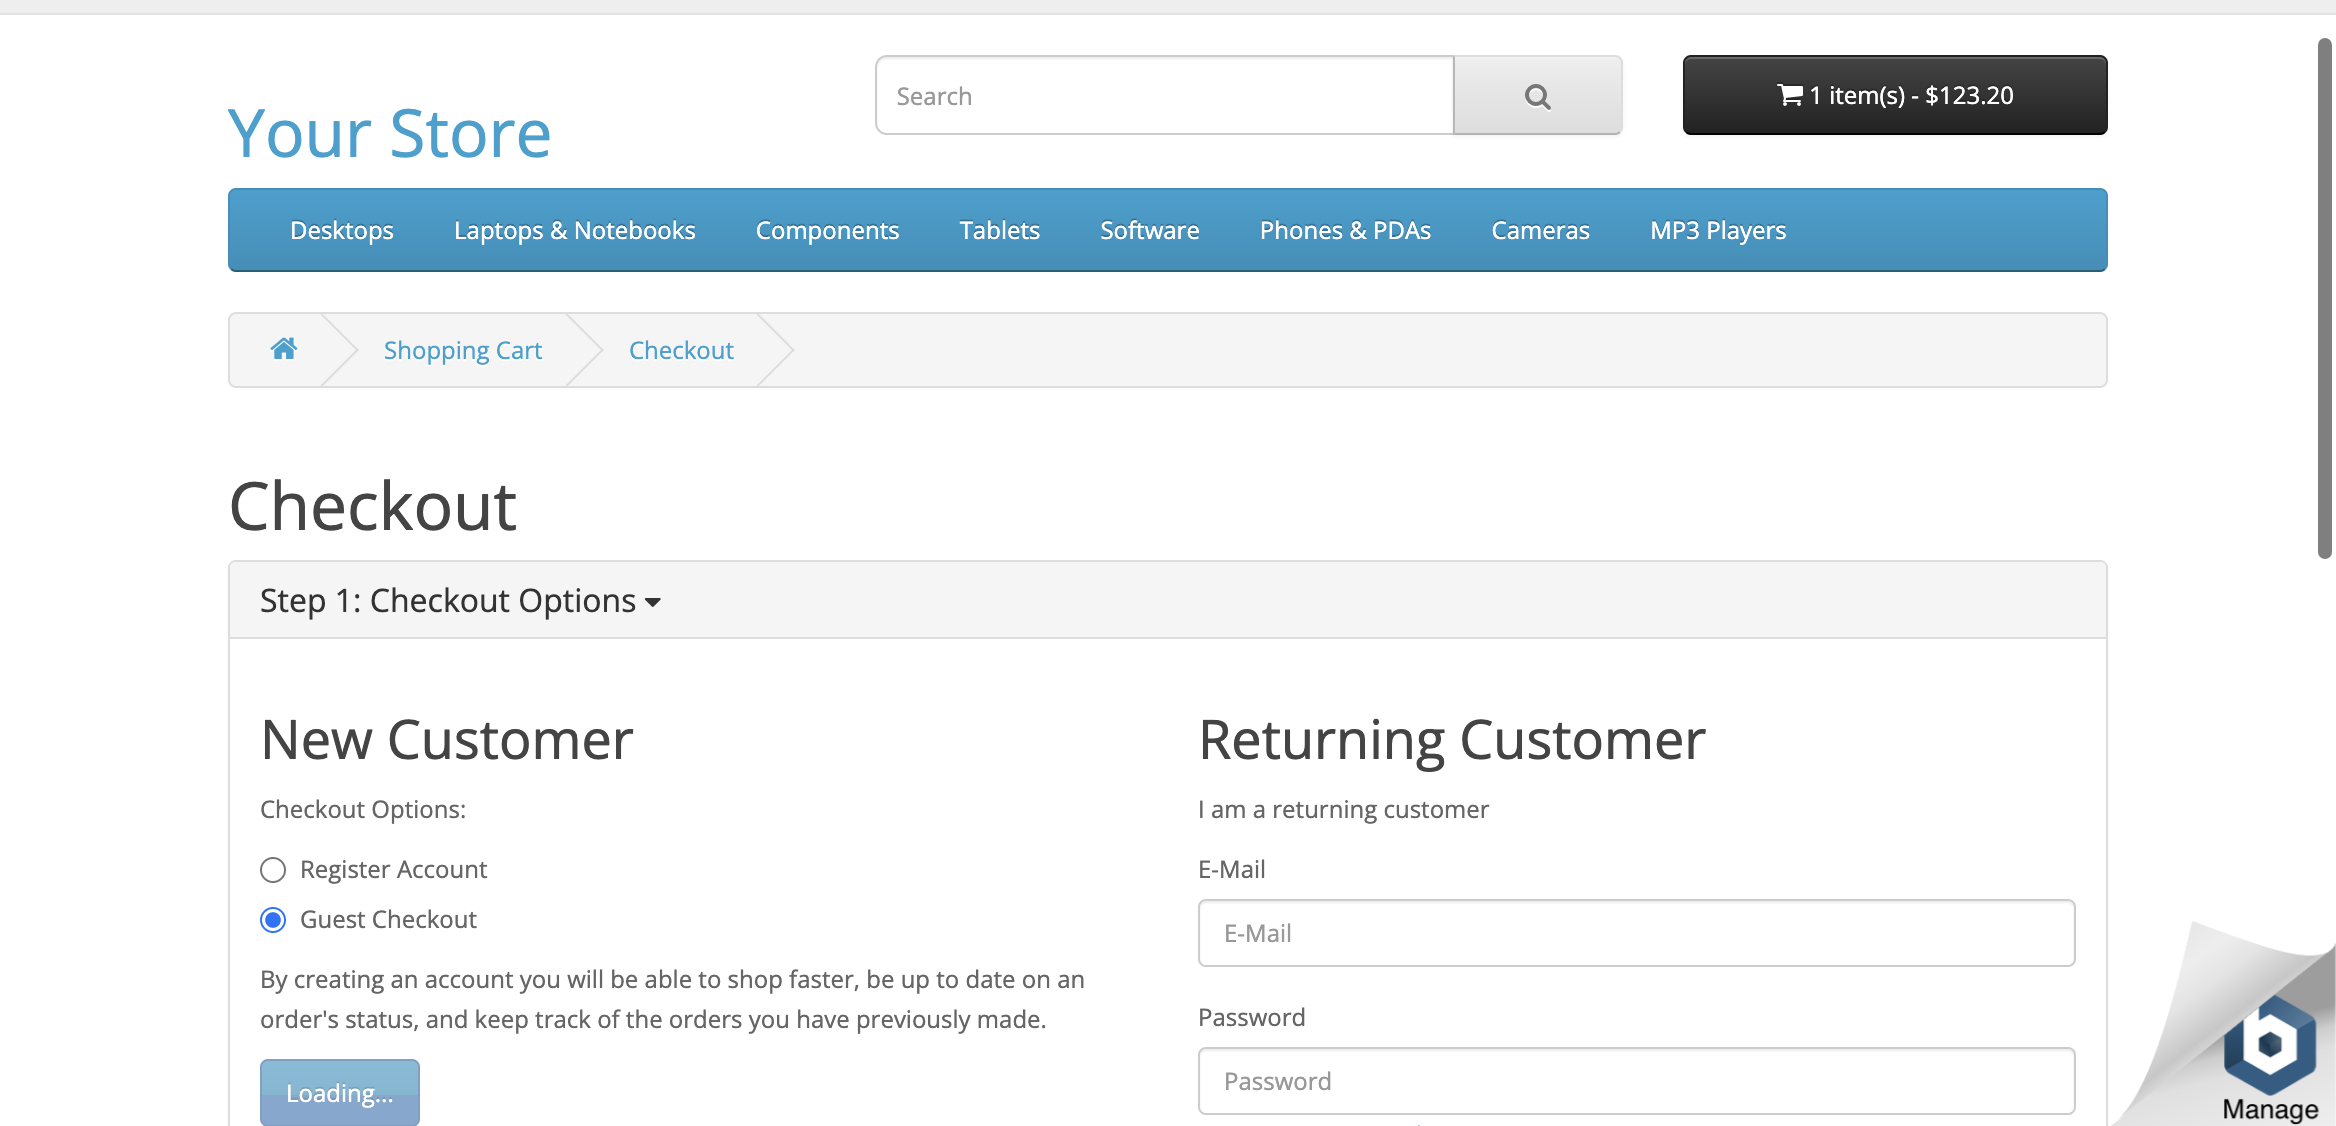 Your Store
Search
1 item(s) - $123.20
Desktops
Laptops & Notebooks
Components
Tablets
Software
Phones & PDAs
Cameras
MP3 Players
Shopping Cart
Checkout
Checkout
Step 1: Checkout Options
New Customer
Checkout Options:
Register Account
Guest Checkout
By creating an account you will be able to shop faster, be up to date on an
order's status, and keep track of the orders you have previously made.
Loading...
Returning Customer
I am a returning customer
E-Mail
E-Mail
Password
Password
Manage